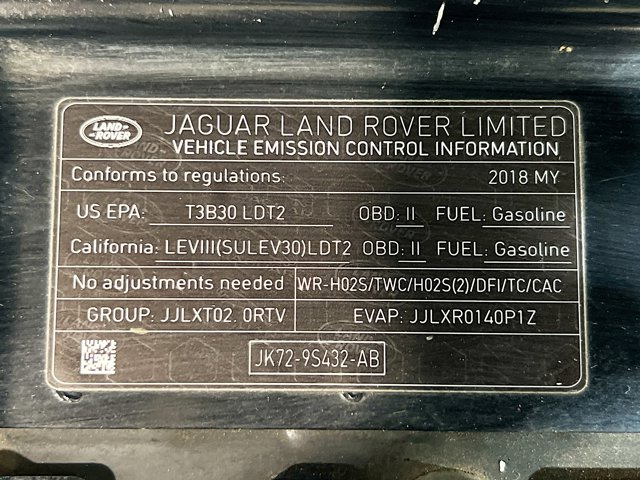 LAND ROVER
JAGUAR LAND ROVER LIMITED
VEHICLE EMISSION CONTROL INFORMATION
Conforms to regulations: 2018 MY
US EPA: T3B30 LDT2 OBD: II FUEL: Gasoline
California: LEVIII(SULEV30)LDT2 OBD: II FUEL: Gasoline
No adjustments needed WR-HO2S/TWC/HO2S(2)/DFI/TC/CAC
GROUP: JJLXT02. 0RTV EVAP: JJLXR0140P1Z
JK72-9S432-AB